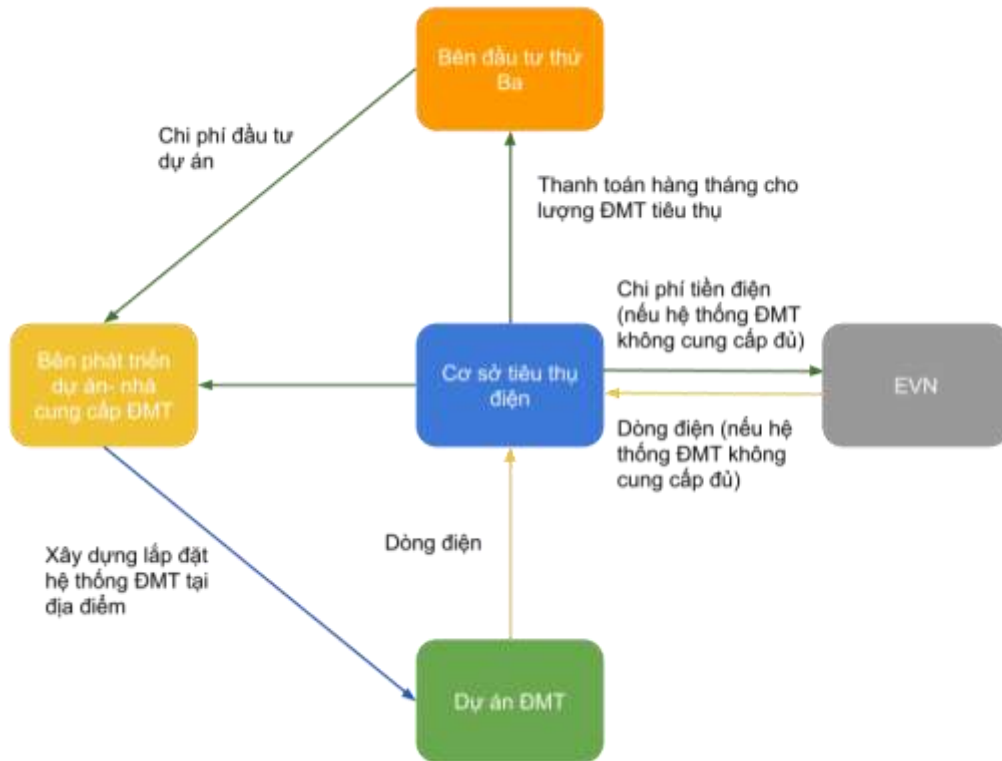 Bên đầu tư thứ
Ba
Chi phí đầu tư
dự án
Thanh toán hàng tháng cho
lượng ĐMT tiêu thụ
Chi phí tiền điện
(nếu hệ thống ĐMT
không cung cấp đủ)
Bên phát triển
dự án- nhà
cung cấp ĐMT
Cơ sở tiêu thụ
điện
EVN
Dòng điện (nếu hệ
thống ĐMT không
cung cấp đủ)
Dòng điện
Xây dựng lắp đặt
hệ thống ĐMT tại
địa điểm
Dự án ĐMT